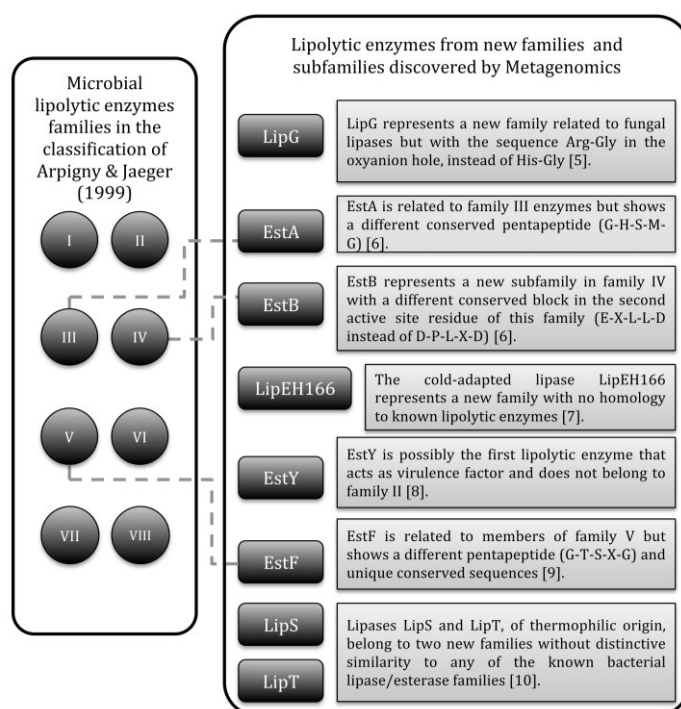 Microbial
lipolytic enzymes
families in the
classification of
Arpigny & Jaeger
(1999)
I
II
III
IV
V
VI
VII
VIII
Lipolytic enzymes from new families and
subfamilies discovered by Metagenomics
LipG
LipG represents a new family related to fungal
lipases but with the sequence Arg-Gly in the
oxyanion hole, instead of His-Gly [5].
EstA
EstA is related to family III enzymes but shows
a different conserved pentapeptide (G-H-S-M-
G) [6].
EstB
EstB represents a new subfamily in family IV
with a different conserved block in the second
active site residue of this family (E-X-L-L-D
instead of D-P-L-X-D) [6].
LipEH166
The cold-adapted lipase LipEH166
represents a new family with no homology
to known lipolytic enzymes [7].
EstY
EstY is possibly the first lipolytic enzyme that
acts as virulence factor and does not belong to
family II [8].
EstF
EstF is related to members of family V but
shows a different pentapeptide (G-T-S-X-G) and
unique conserved sequences [9].
LipS
LipT
Lipases LipS and LipT, of thermophilic origin,
belong to two new families without distinctive
similarity to any of the known bacterial
lipase/esterase families [10].